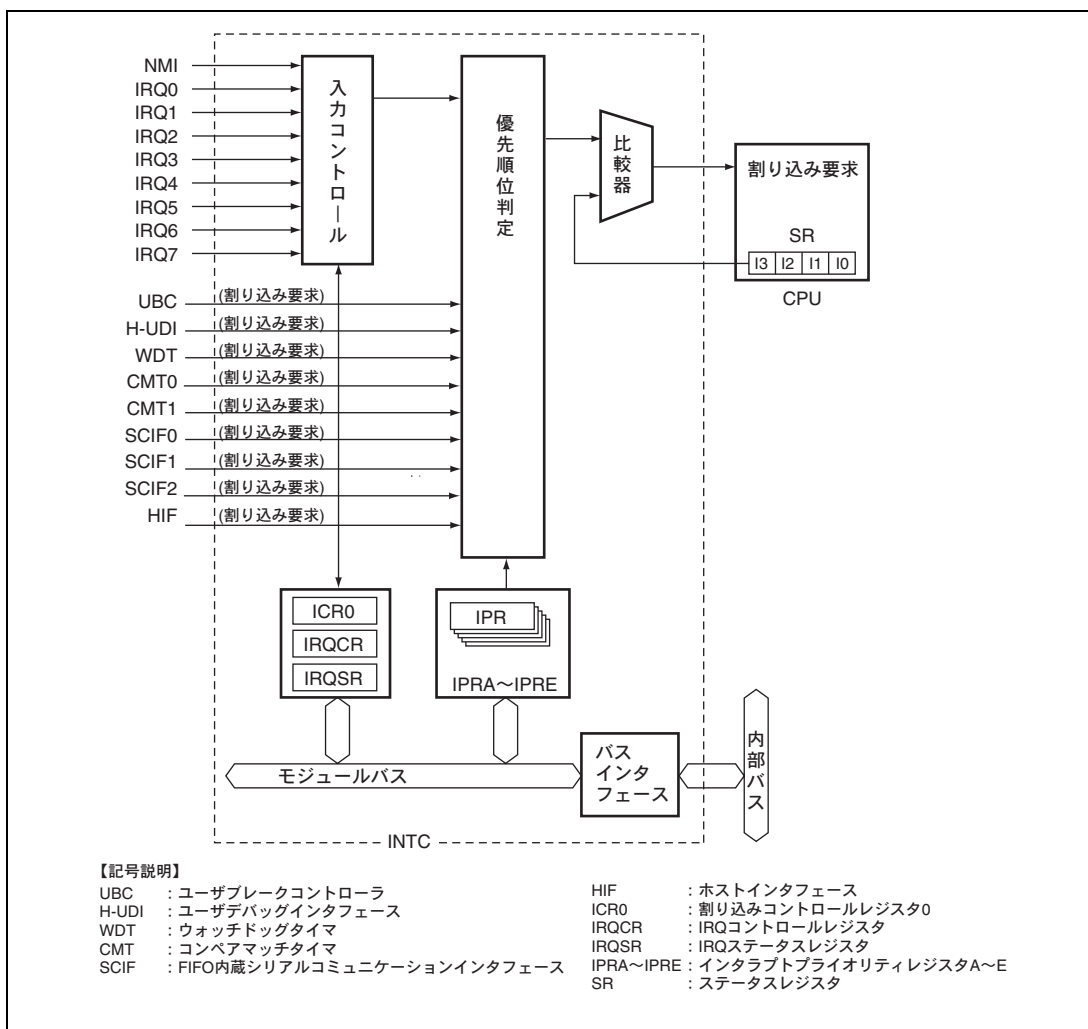 NMI
IRQ0
IRQ1
IRQ2
IRQ3
IRQ4
IRQ5
IRQ6
IRQ7
入力コントロール
優先順位判定
比較器
割り込み要求
SR
I3 I2 I1 I0
CPU
UBC (割り込み要求)
H-UDI (割り込み要求)
WDT (割り込み要求)
CMT0 (割り込み要求)
CMT1 (割り込み要求)
SCIF0 (割り込み要求)
SCIF1 (割り込み要求)
SCIF2 (割り込み要求)
HIF (割り込み要求)
ICR0
IRQCR
IRQSR
IPR
IPRA～IPRE
モジュールバス
バス
インタ
フェース
内部バス
INTC
【記号説明】
UBC ：ユーザブレークコントローラ
H-UDI ：ユーザデバッグインタフェース
WDT ：ウォッチドッグタイマ
CMT ：コンペアマッチタイマ
SCIF ：FIFO内蔵シリアルコミュニケーションインタフェース
HIF ：ホストインタフェース
ICR0 ：割り込みコントロールレジスタ0
IRQCR ：IRQコントロールレジスタ
IRQSR ：IRQステータスレジスタ
IPRA～IPRE：インタラプトプライオリティレジスタA～E
SR ：ステータスレジスタ